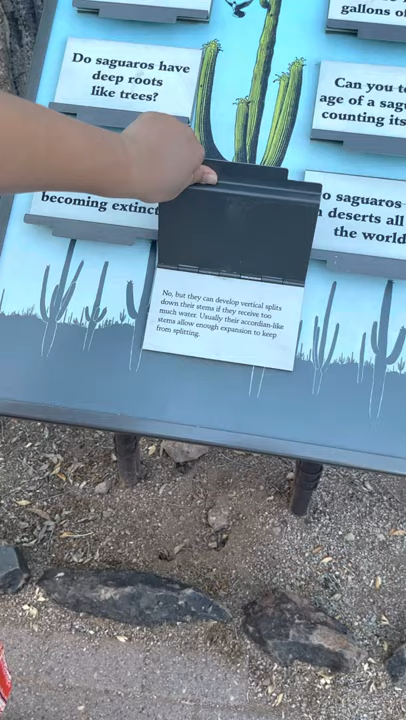 gallons of
Do saguaros have
deep roots
like trees?
Can you
age of a
counting its
becoming extinct
saguaros
deserts all
the world
No, but they can develop vertical splits
down their stems if they receive too
much water. Usually their accordian-like
stems allow enough expansion to keep
from splitting.